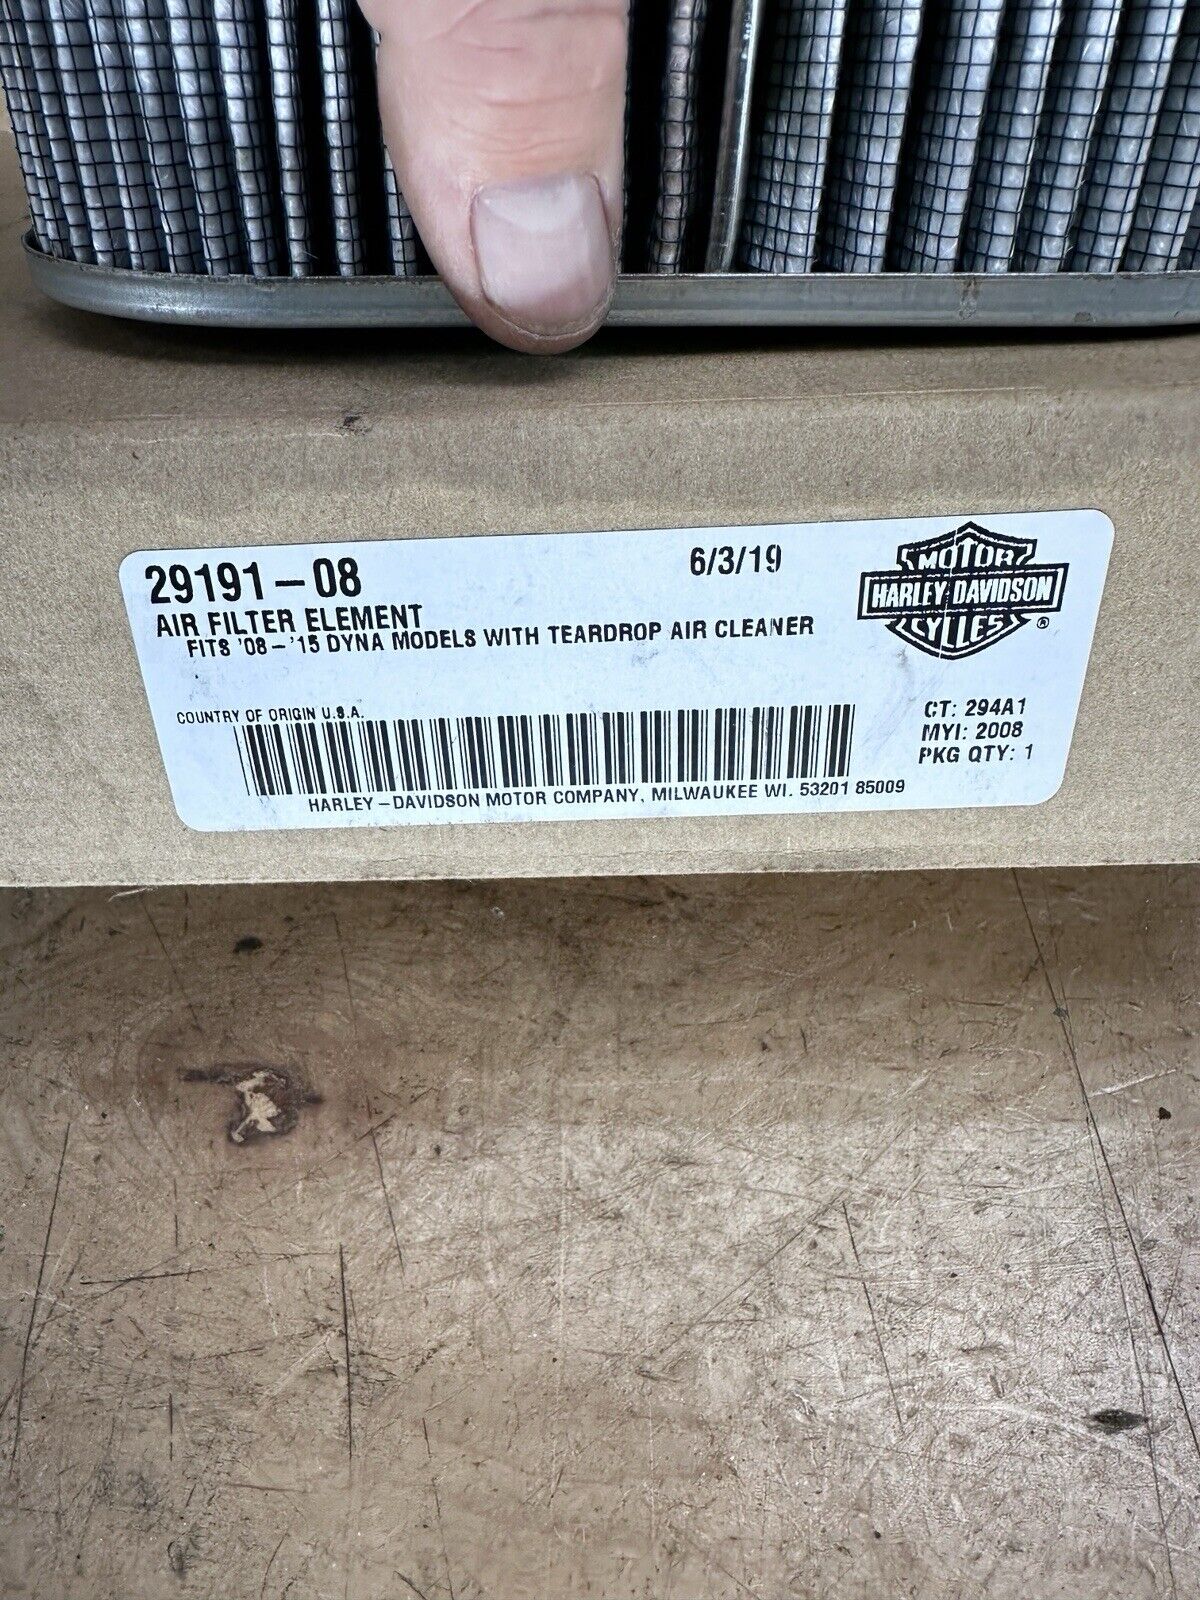 29191-08
6/3/19
AIR FILTER ELEMENT
FITS '08-'15 DYNA MODELS WITH TEARDROP AIR CLEANER
MOTOR
HARLEY-DAVIDSON
CYCLES
®
COUNTRY OF ORIGIN U.S.A.
CT: 294A1
MYI: 2008
PKG QTY: 1
HARLEY-DAVIDSON MOTOR COMPANY, MILWAUKEE WI. 53201 85009